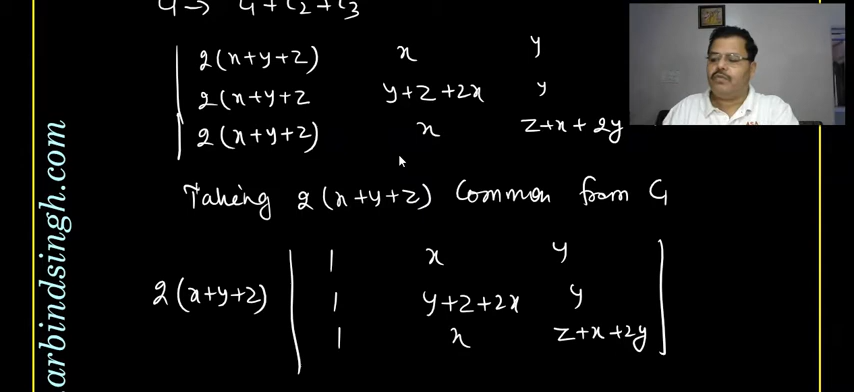 C₁ → C₁ + C₂ + C₃
2(x+y+z) x y
2(x+y+z y+z+2x y
2(x+y+z) x z+x+2y
Taking 2(x+y+z) Common from C₁
1 x y
2(x+y+z) 1 y+z+2x y
1 x z+x+2y
arbindsingh.com